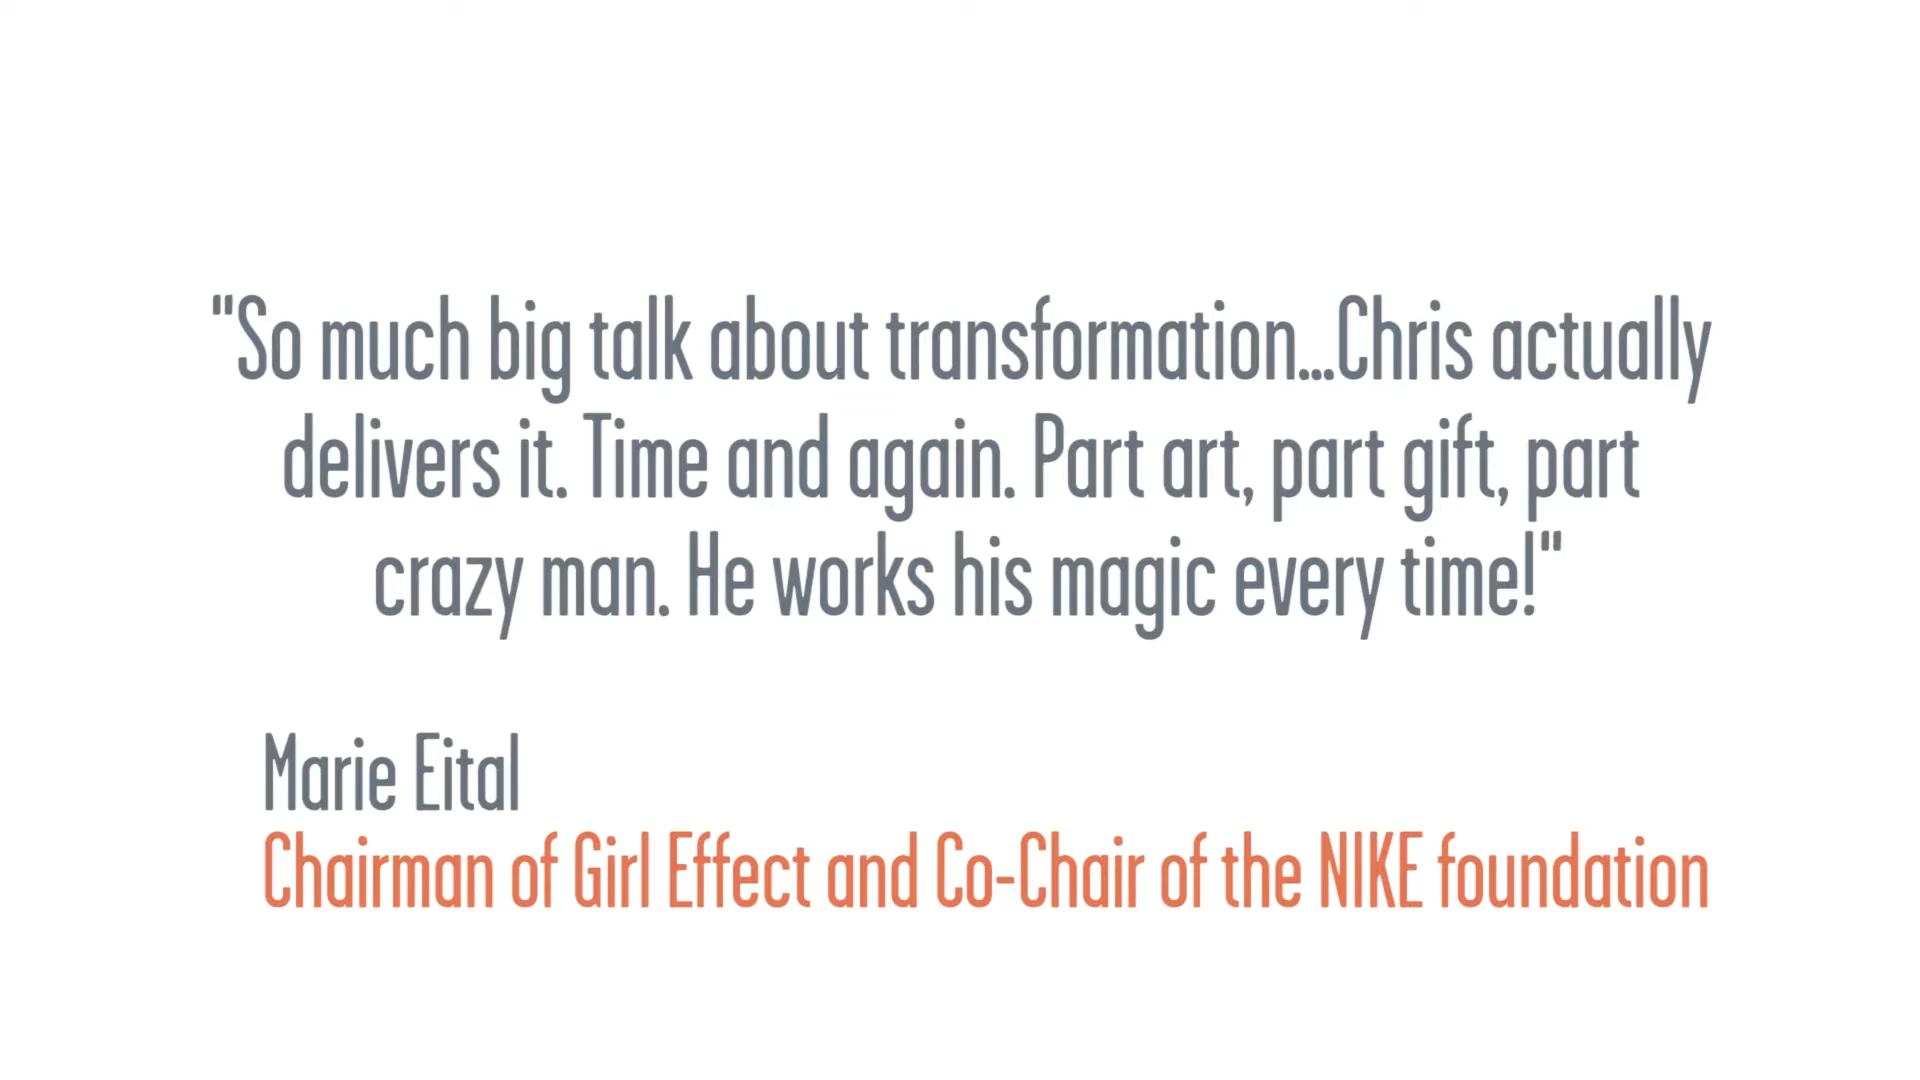 "So much big talk about transformation...Chris actually
delivers it. Time and again. Part art, part gift, part
crazy man. He works his magic every time!"
Marie Eital
Chairman of Girl Effect and Co-Chair of the NIKE foundation